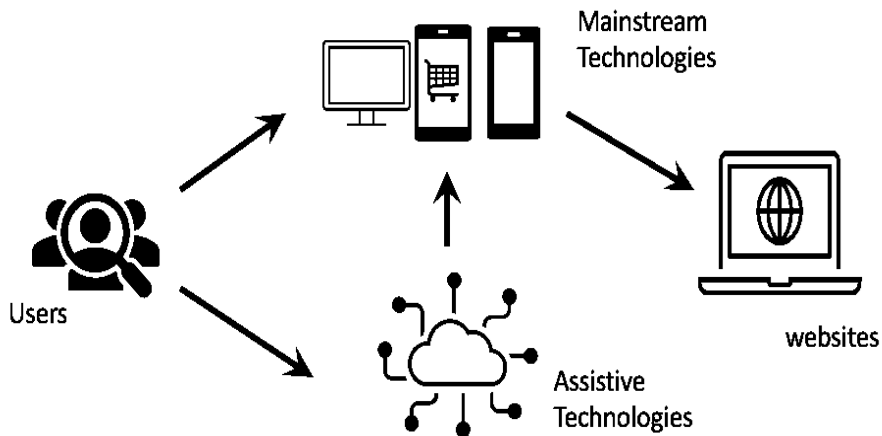 Mainstream
Technologies
Users
websites
Assistive
Technologies